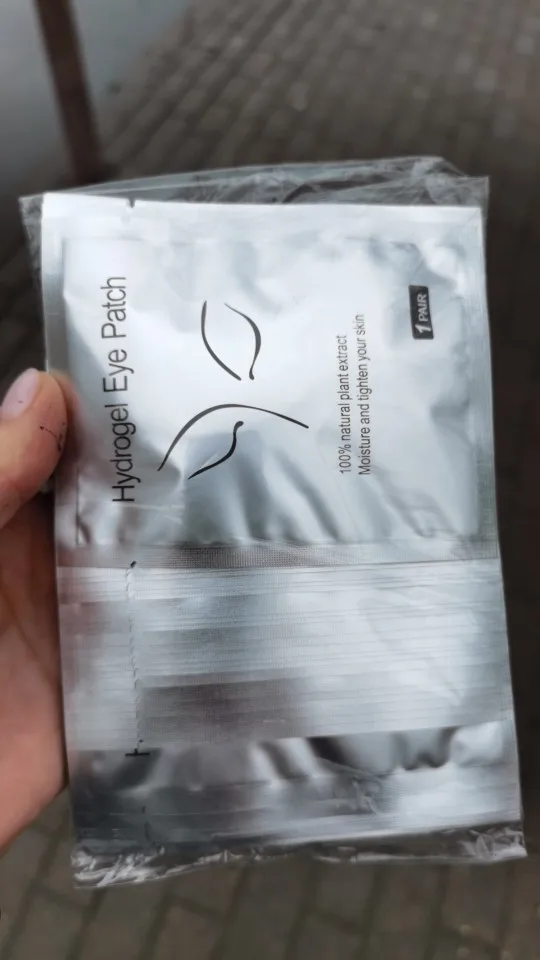 Hydrogel Eye Patch
100% natural plant extract
Moisture and tighten your skin
1 PAIR